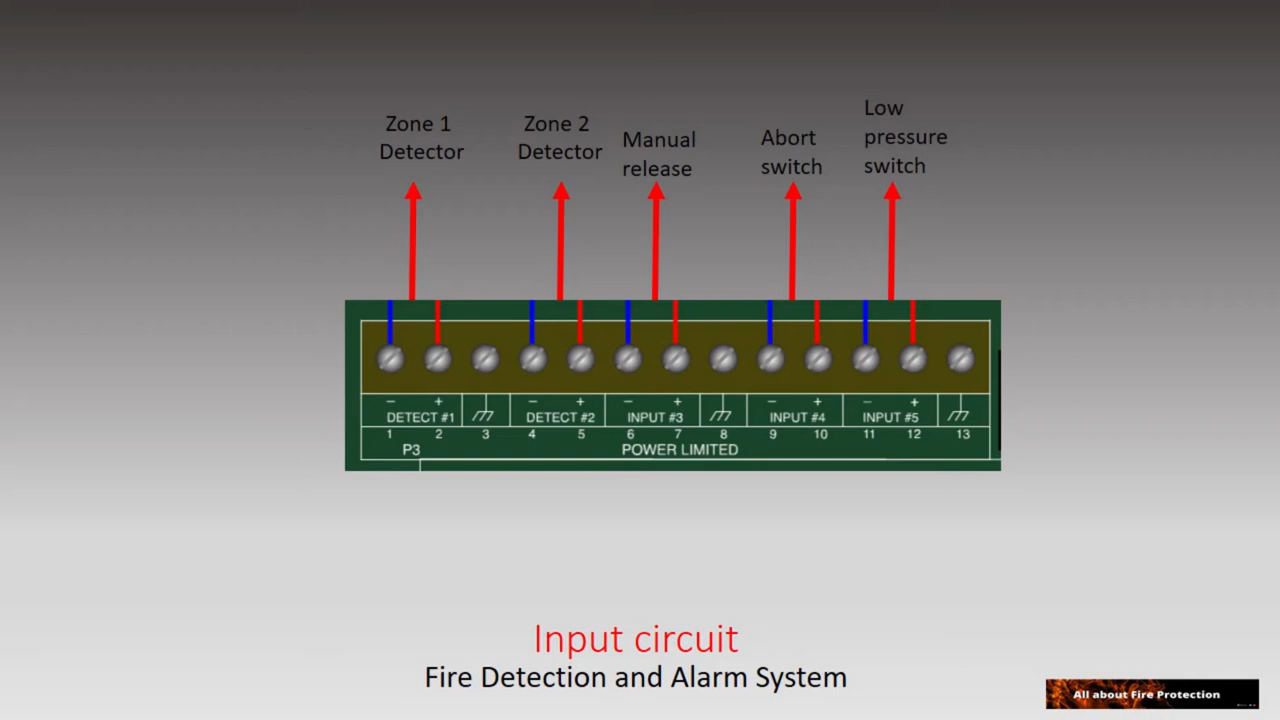 Zone 1
Detector
Zone 2
Detector
Manual
release
Abort
switch
Low
pressure
switch
− + − + − + − + − +
DETECT #1 DETECT #2 INPUT #3 INPUT #4 INPUT #5
1 2 3 4 5 6 7 8 9 10 11 12 13
P3 POWER LIMITED
Input circuit
Fire Detection and Alarm System
All about Fire Protection